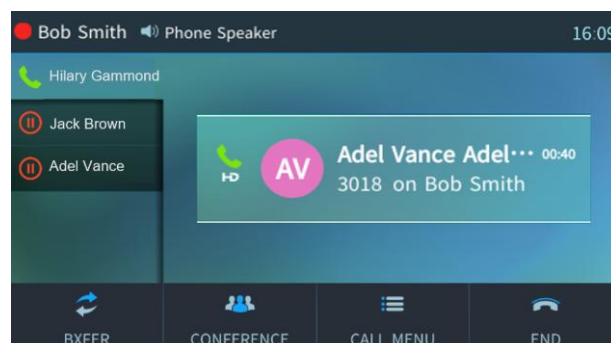 Bob Smith Phone Speaker 16:09
Hilary Gammond
Jack Brown
Adel Vance
HD AV Adel Vance Adel··· 00:40
3018 on Bob Smith
BXFER CONFERENCE CALL MENU END